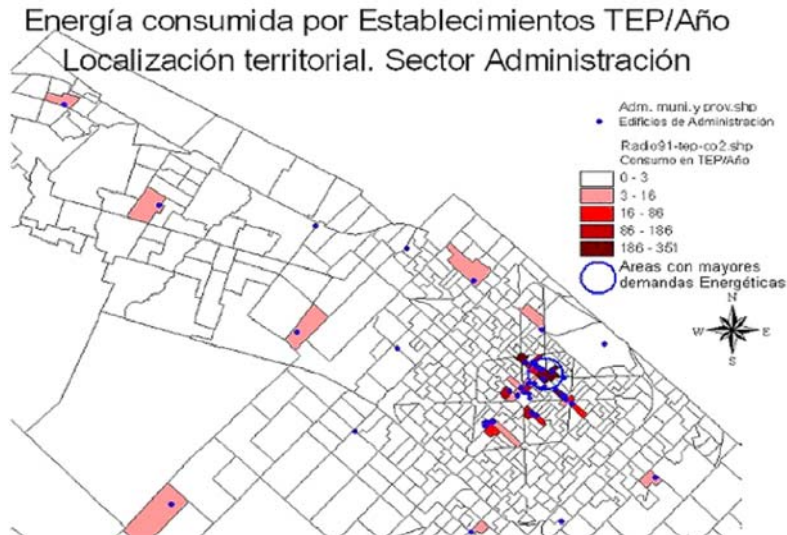 Energía consumida por Establecimientos TEP/Año
Localización territorial. Sector Administración
Adm. muni.y prov.shp
Edificios de Administración
Radio91-tep-co2.shp
Consumo en TEP/Año
0 - 3
3 - 16
16 - 86
86 - 186
186 - 351
Areas con mayores
demandas Energéticas
N
W E
S